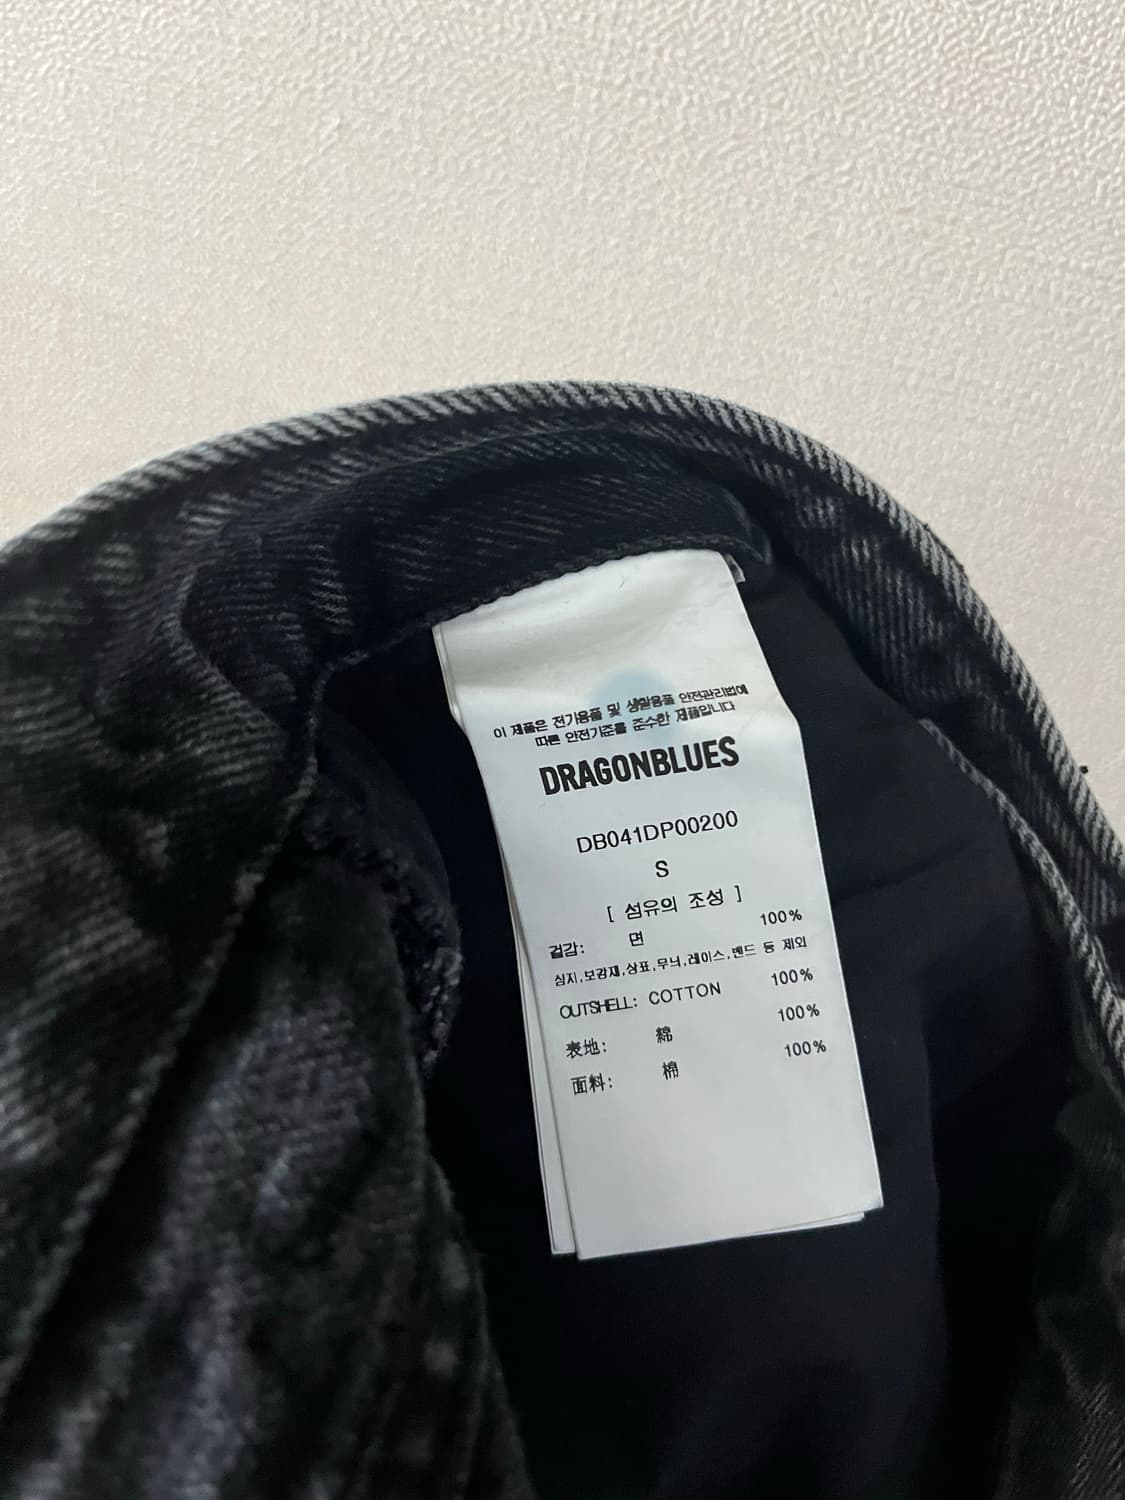 이 제품은 전기용품 및 생활용품 안전관리법에
따른 안전기준을 준수한 제품입니다
DRAGONBLUES
DB041DP00200
S
[ 섬유의 조성 ]
겉감: 면 100%
심지,보강재,상표,무늬,레이스,밴드 등 제외
OUTSHELL: COTTON 100%
表地: 綿 100%
面料: 棉 100%